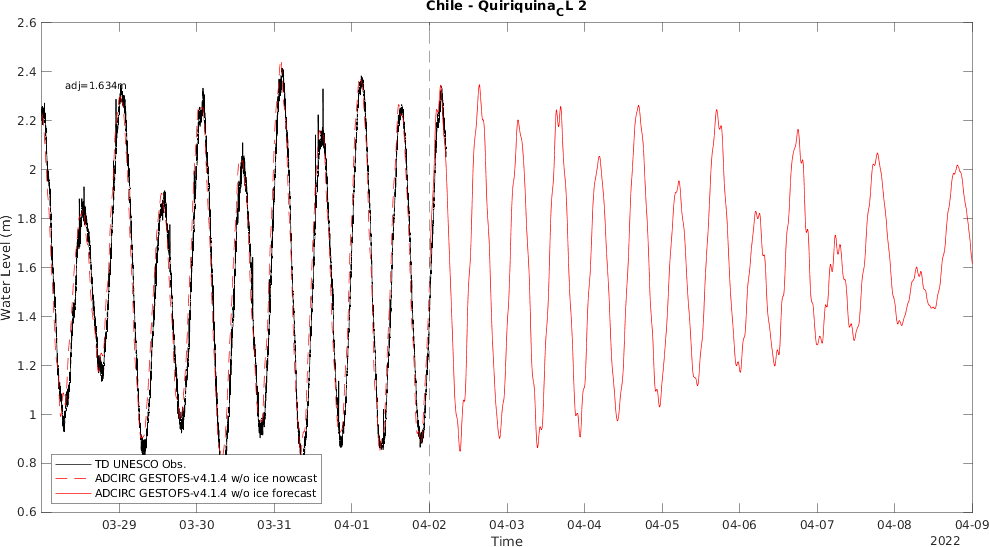 Chile - Quiriquina_CL 2
2.6
2.4
2.2
2
1.8
1.6
1.4
1.2
1
0.8
0.6
Water Level (m)
adj=1.634m
TD UNESCO Obs.
ADCIRC GESTOFS-v4.1.4 w/o ice nowcast
ADCIRC GESTOFS-v4.1.4 w/o ice forecast
03-29 03-30 03-31 04-01 04-02 04-03 04-04 04-05 04-06 04-07 04-08 04-09
Time
2022